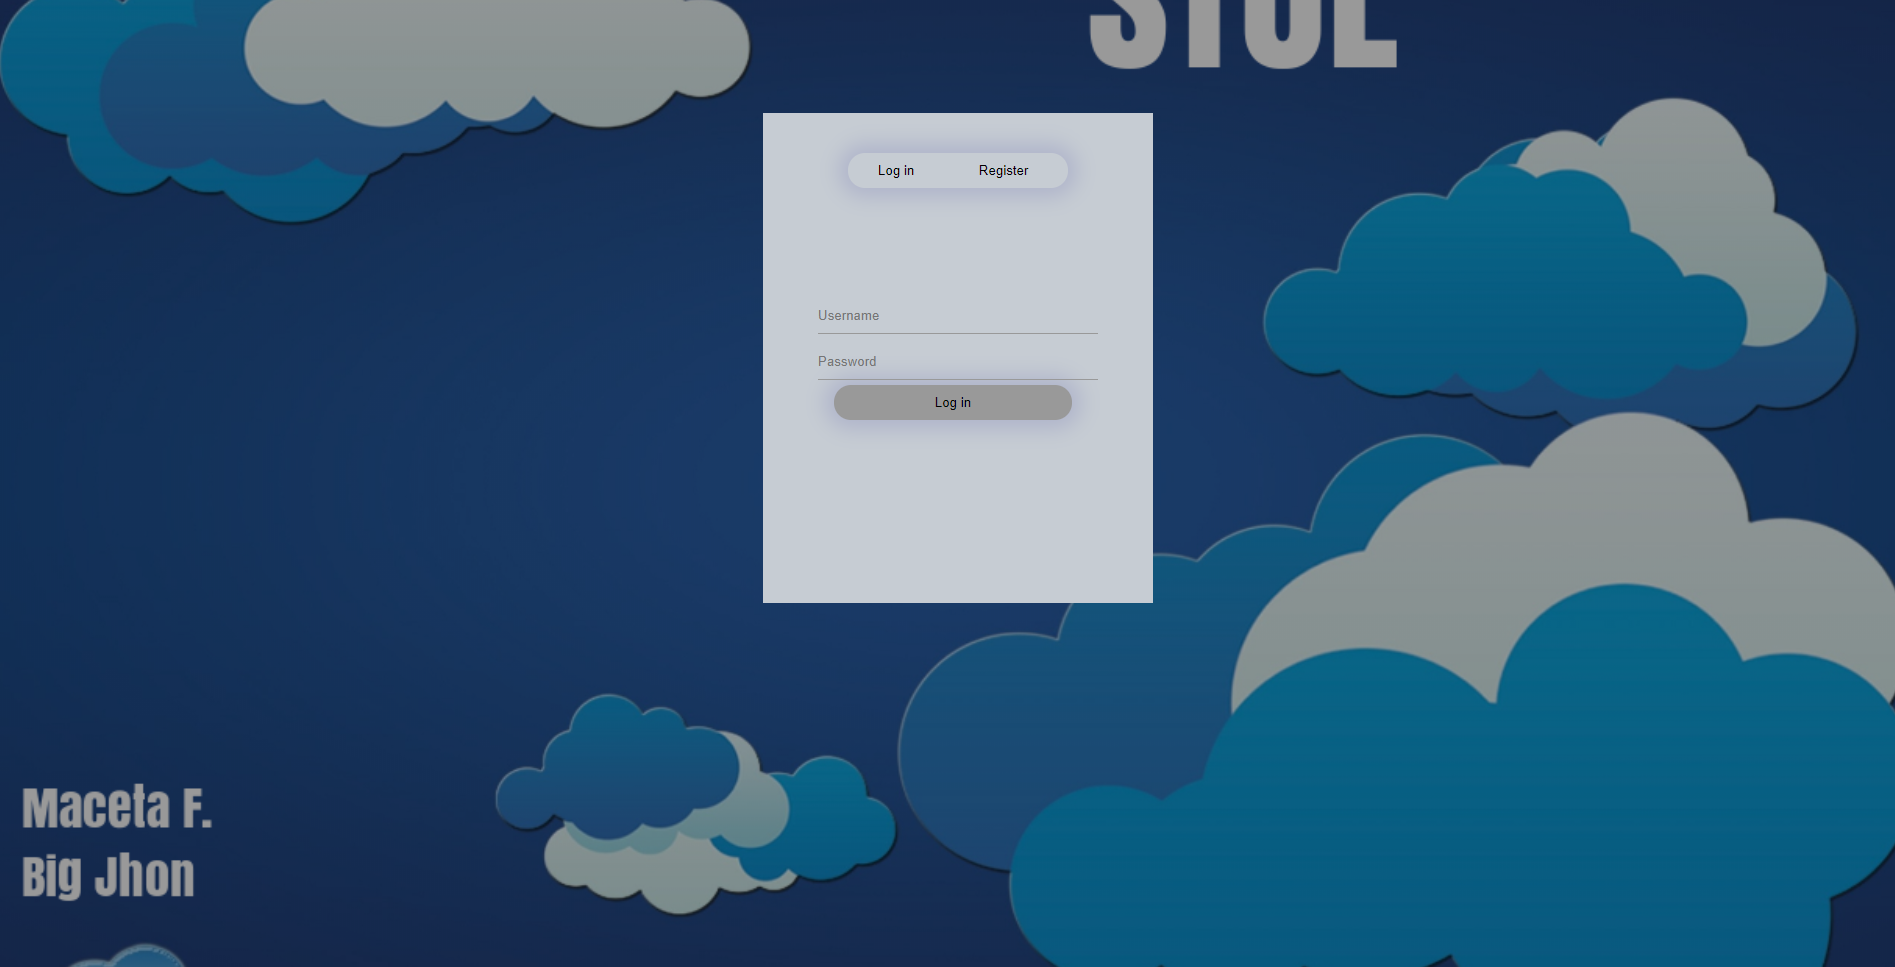 Log in Register
Username
Password
Log in
Maceta F.
Big Jhon